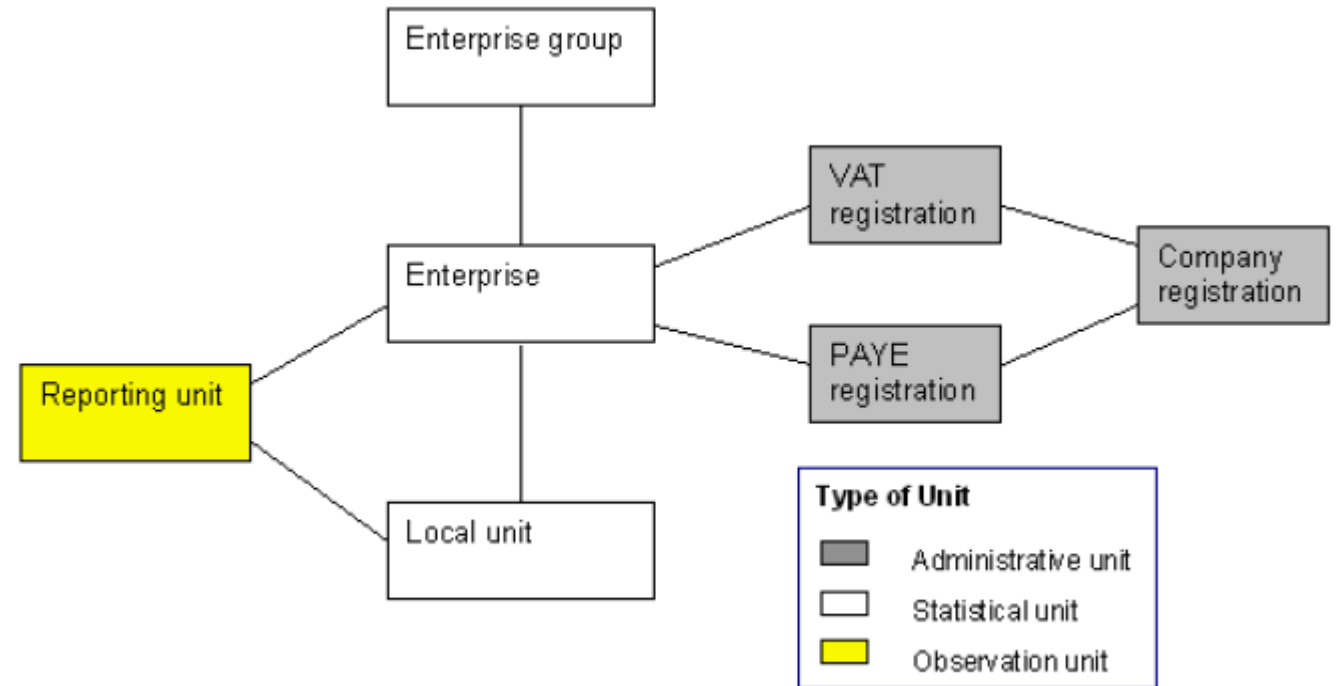 Enterprise group
VAT
registration
Company
registration
Enterprise
PAYE
registration
Reporting unit
Local unit
Type of Unit
Administrative unit
Statistical unit
Observation unit